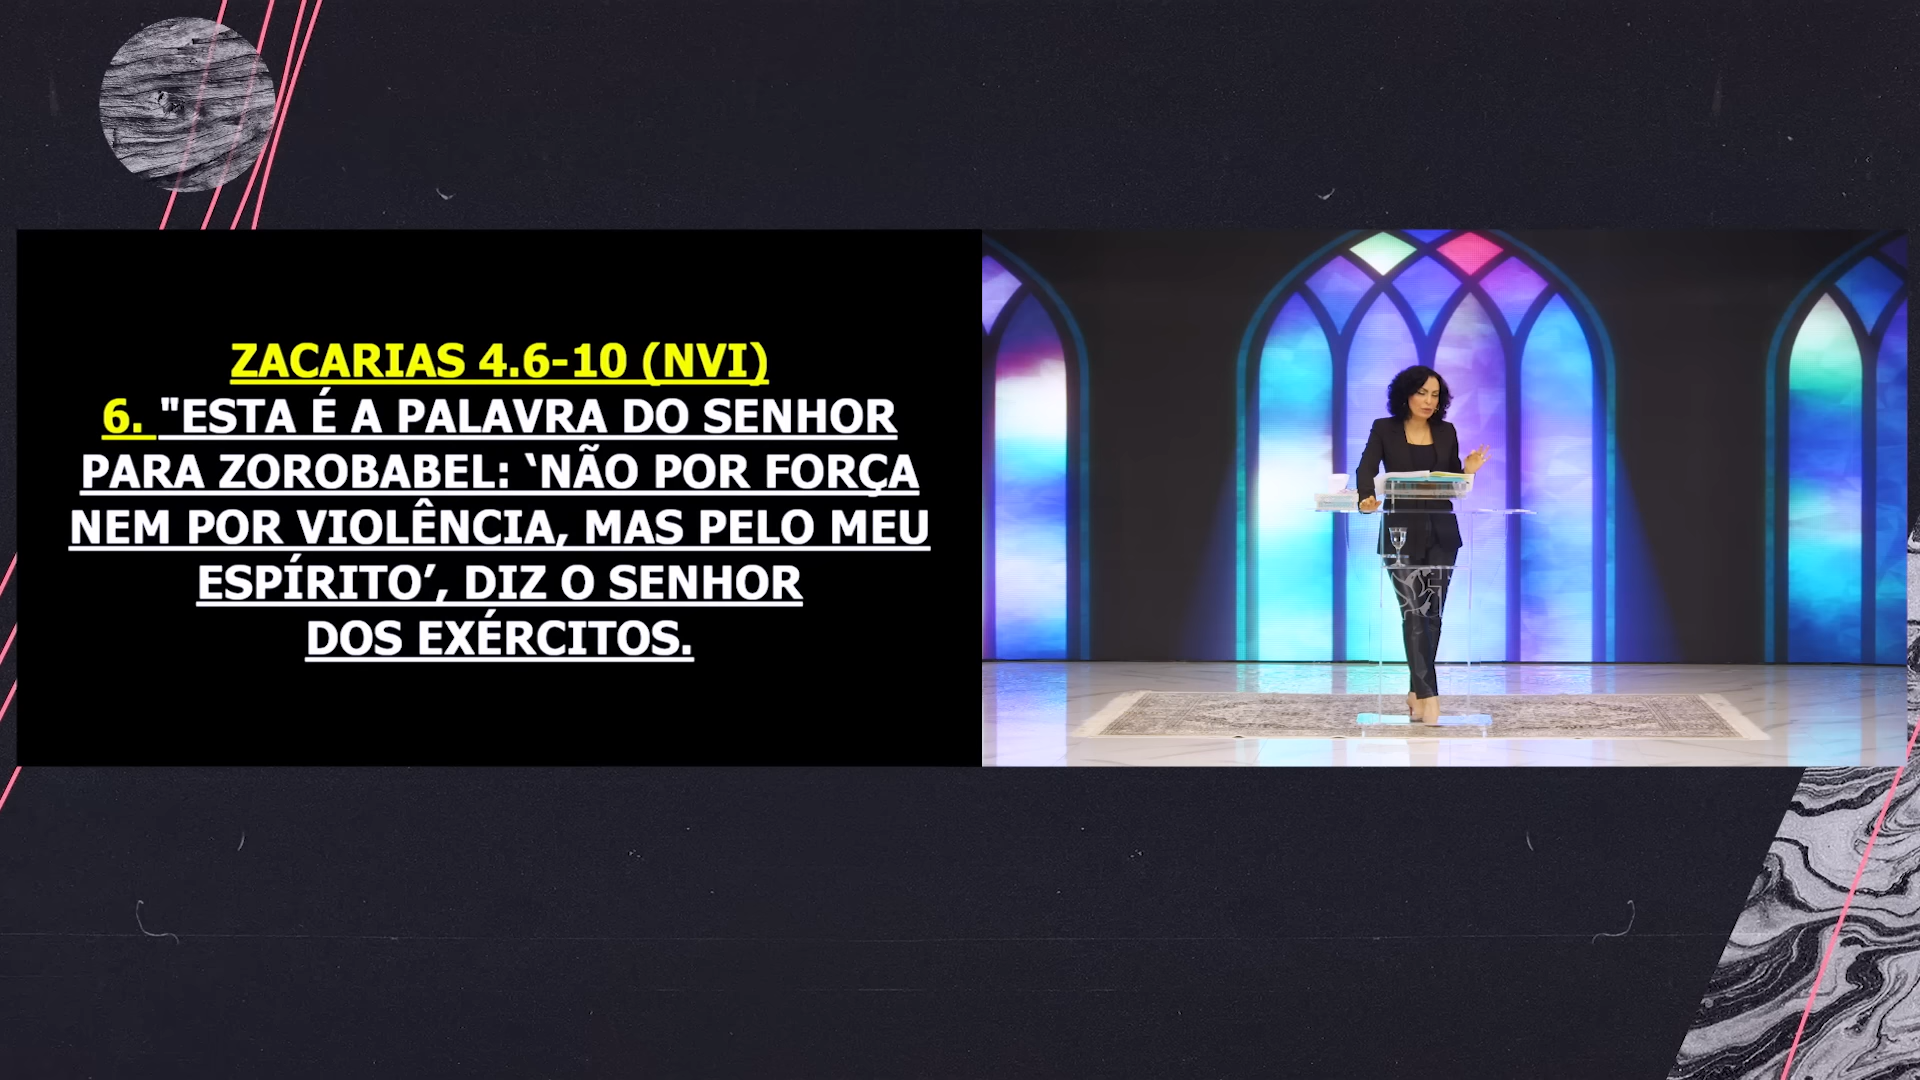 ZACARIAS 4.6-10 (NVI)
6. "ESTA É A PALAVRA DO SENHOR
PARA ZOROBABEL: ‘NÃO POR FORÇA
NEM POR VIOLÊNCIA, MAS PELO MEU
ESPÍRITO’, DIZ O SENHOR
DOS EXÉRCITOS.